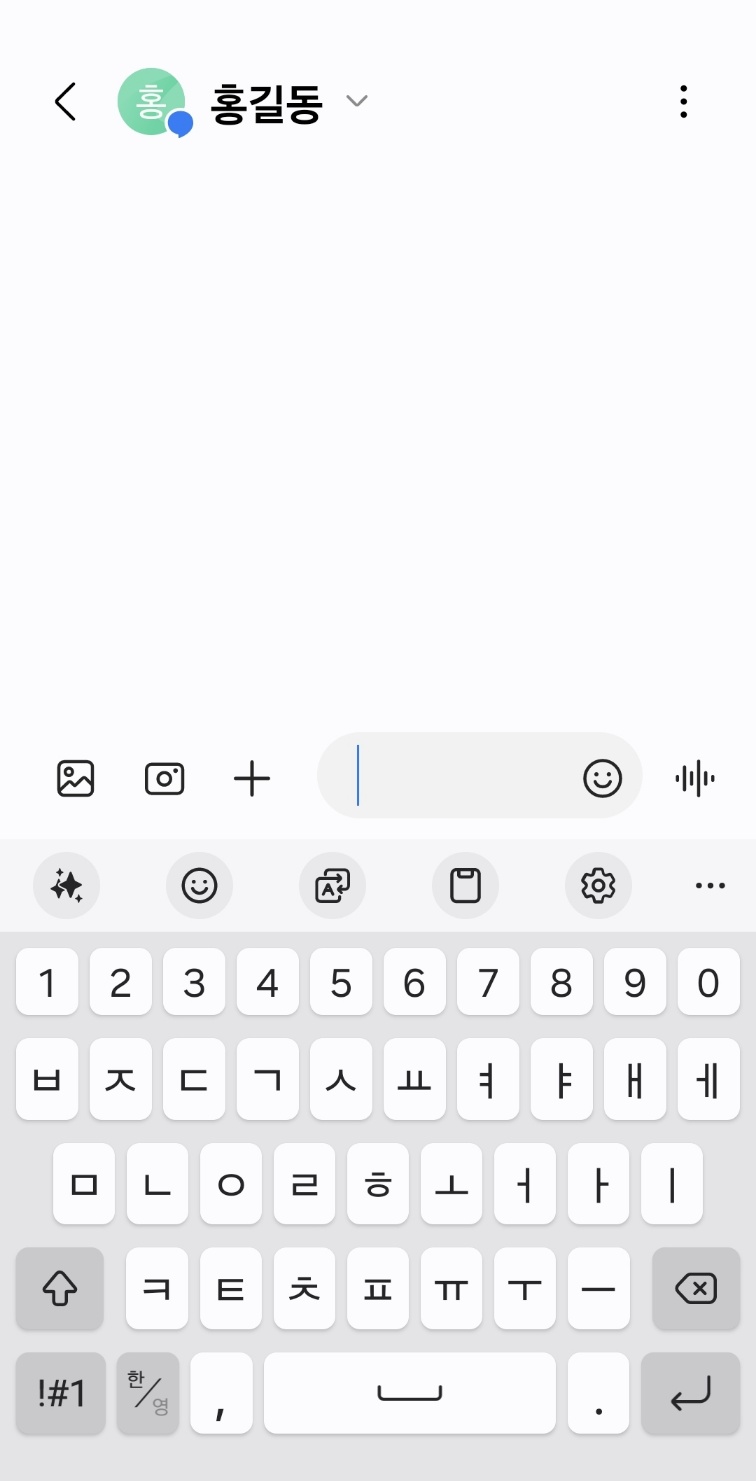 홍 홍길동
1 2 3 4 5 6 7 8 9 0
ㅂ ㅈ ㄷ ㄱ ㅅ ㅛ ㅕ ㅑ ㅐ ㅔ
ㅁ ㄴ ㅇ ㄹ ㅎ ㅗ ㅓ ㅏ ㅣ
ㅋ ㅌ ㅊ ㅍ ㅠ ㅜ ㅡ
!#1 한/영 , .